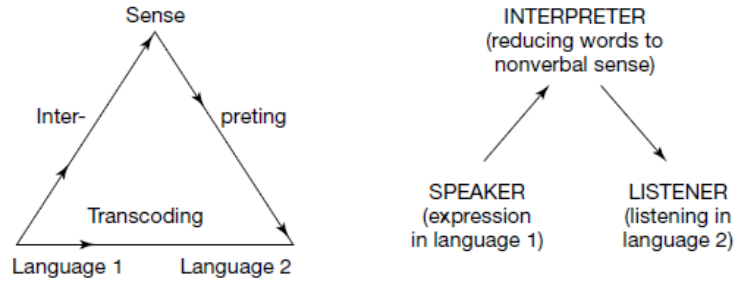 Sense
Inter-
preting
Transcoding
Language 1
Language 2
INTERPRETER
(reducing words to
nonverbal sense)
SPEAKER
(expression
in language 1)
LISTENER
(listening in
language 2)